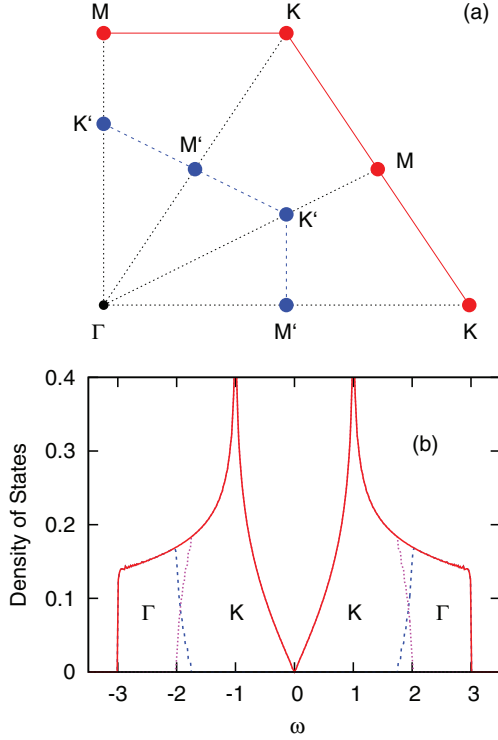 M K (a)
K‘ M‘ M
K‘
Γ M‘ K
0.4
(b)
0.3
Density of States
0.2
0.1
Γ K K Γ
0
-3 -2 -1 0 1 2 3
ω